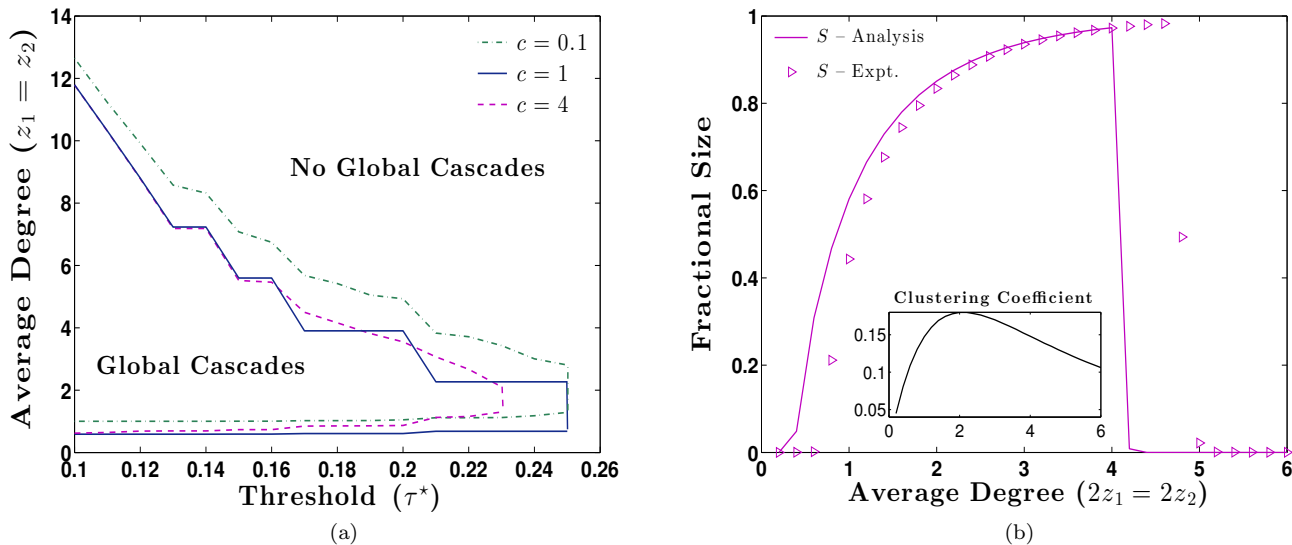 14
12
10
8
6
4
2
0
0.1
0.12
0.14
0.16
0.18
0.2
0.22
0.24
0.26
Average Degree (z₁ = z₂)
Threshold (τ⋆)
c = 0.1
c = 1
c = 4
No Global Cascades
Global Cascades
(a)
1
0.8
0.6
0.4
0.2
0
0
1
2
3
4
5
6
Fractional Size
Average Degree (2z₁ = 2z₂)
S – Analysis
S – Expt.
Clustering Coefficient
0.15
0.1
0.05
0
2
4
6
(b)